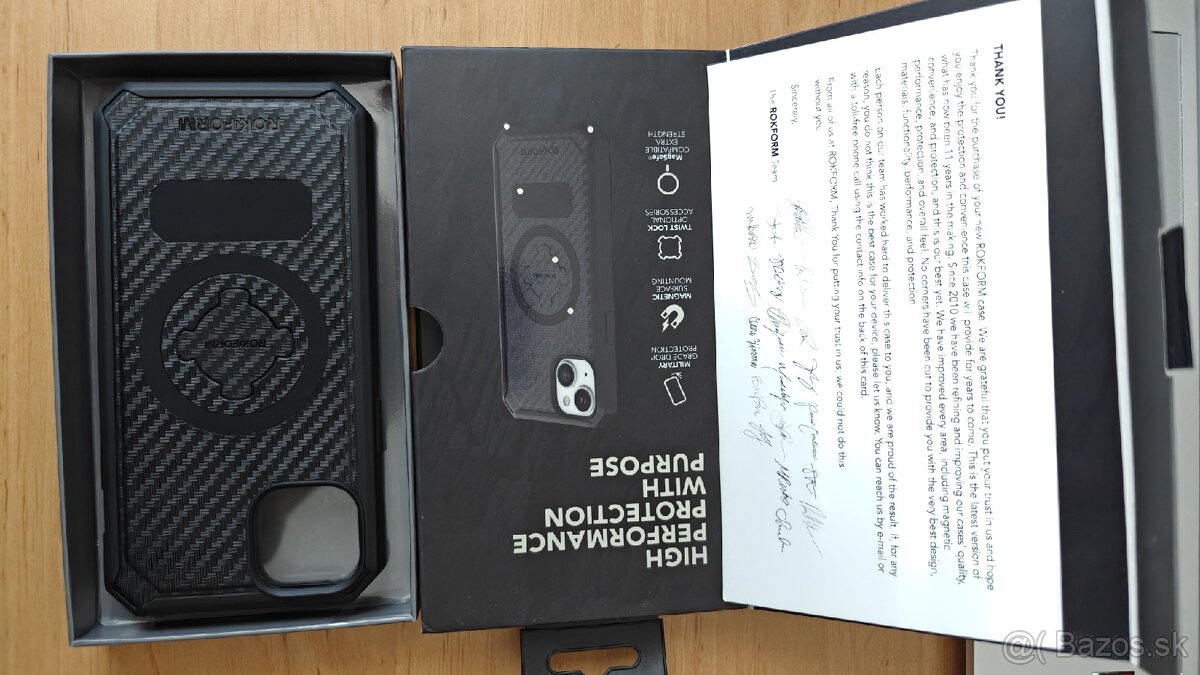 ROKFORM
ROKFORM
ROKFORM
ROKFORM
MagSafe®
COMPATIBLE
EXTRA
STRENGTH
TWIST LOCK
OPTIONAL
ACCESSORIES
MAGNETIC
SURFACE
MOUNTING
MILITARY
GRADE DROP
PROTECTION
HIGH
PERFORMANCE
PROTECTION
WITH
PURPOSE
THANK YOU!
Thank you for the purchase of your new ROKFORM case. We are grateful that you put your trust in us and hope
you enjoy the protection and convenience this case will provide for years to come. This is the latest version of
what has now been 11 years in the making. Since 2010 we have been refining and improving our cases' quality,
convenience, and protection, and this is our best yet. We have improved every area, including magnetic
performance, protection, and overall feel. No corners have been cut to provide you with the very best design,
materials, functionality, performance, and protection.
Each person on our team has worked hard to deliver this case to you, and we are proud of the result. If, for any
reason, you do not think this is the best case for your device, please let us know. You can reach us by e-mail or
with a toll-free phone call using the contact info on the back of this card.
From all of us at ROKFORM, Thank You for putting your trust in us, we could not do this
without you.
Sincerely,
The ROKFORM Team
Bazos.sk